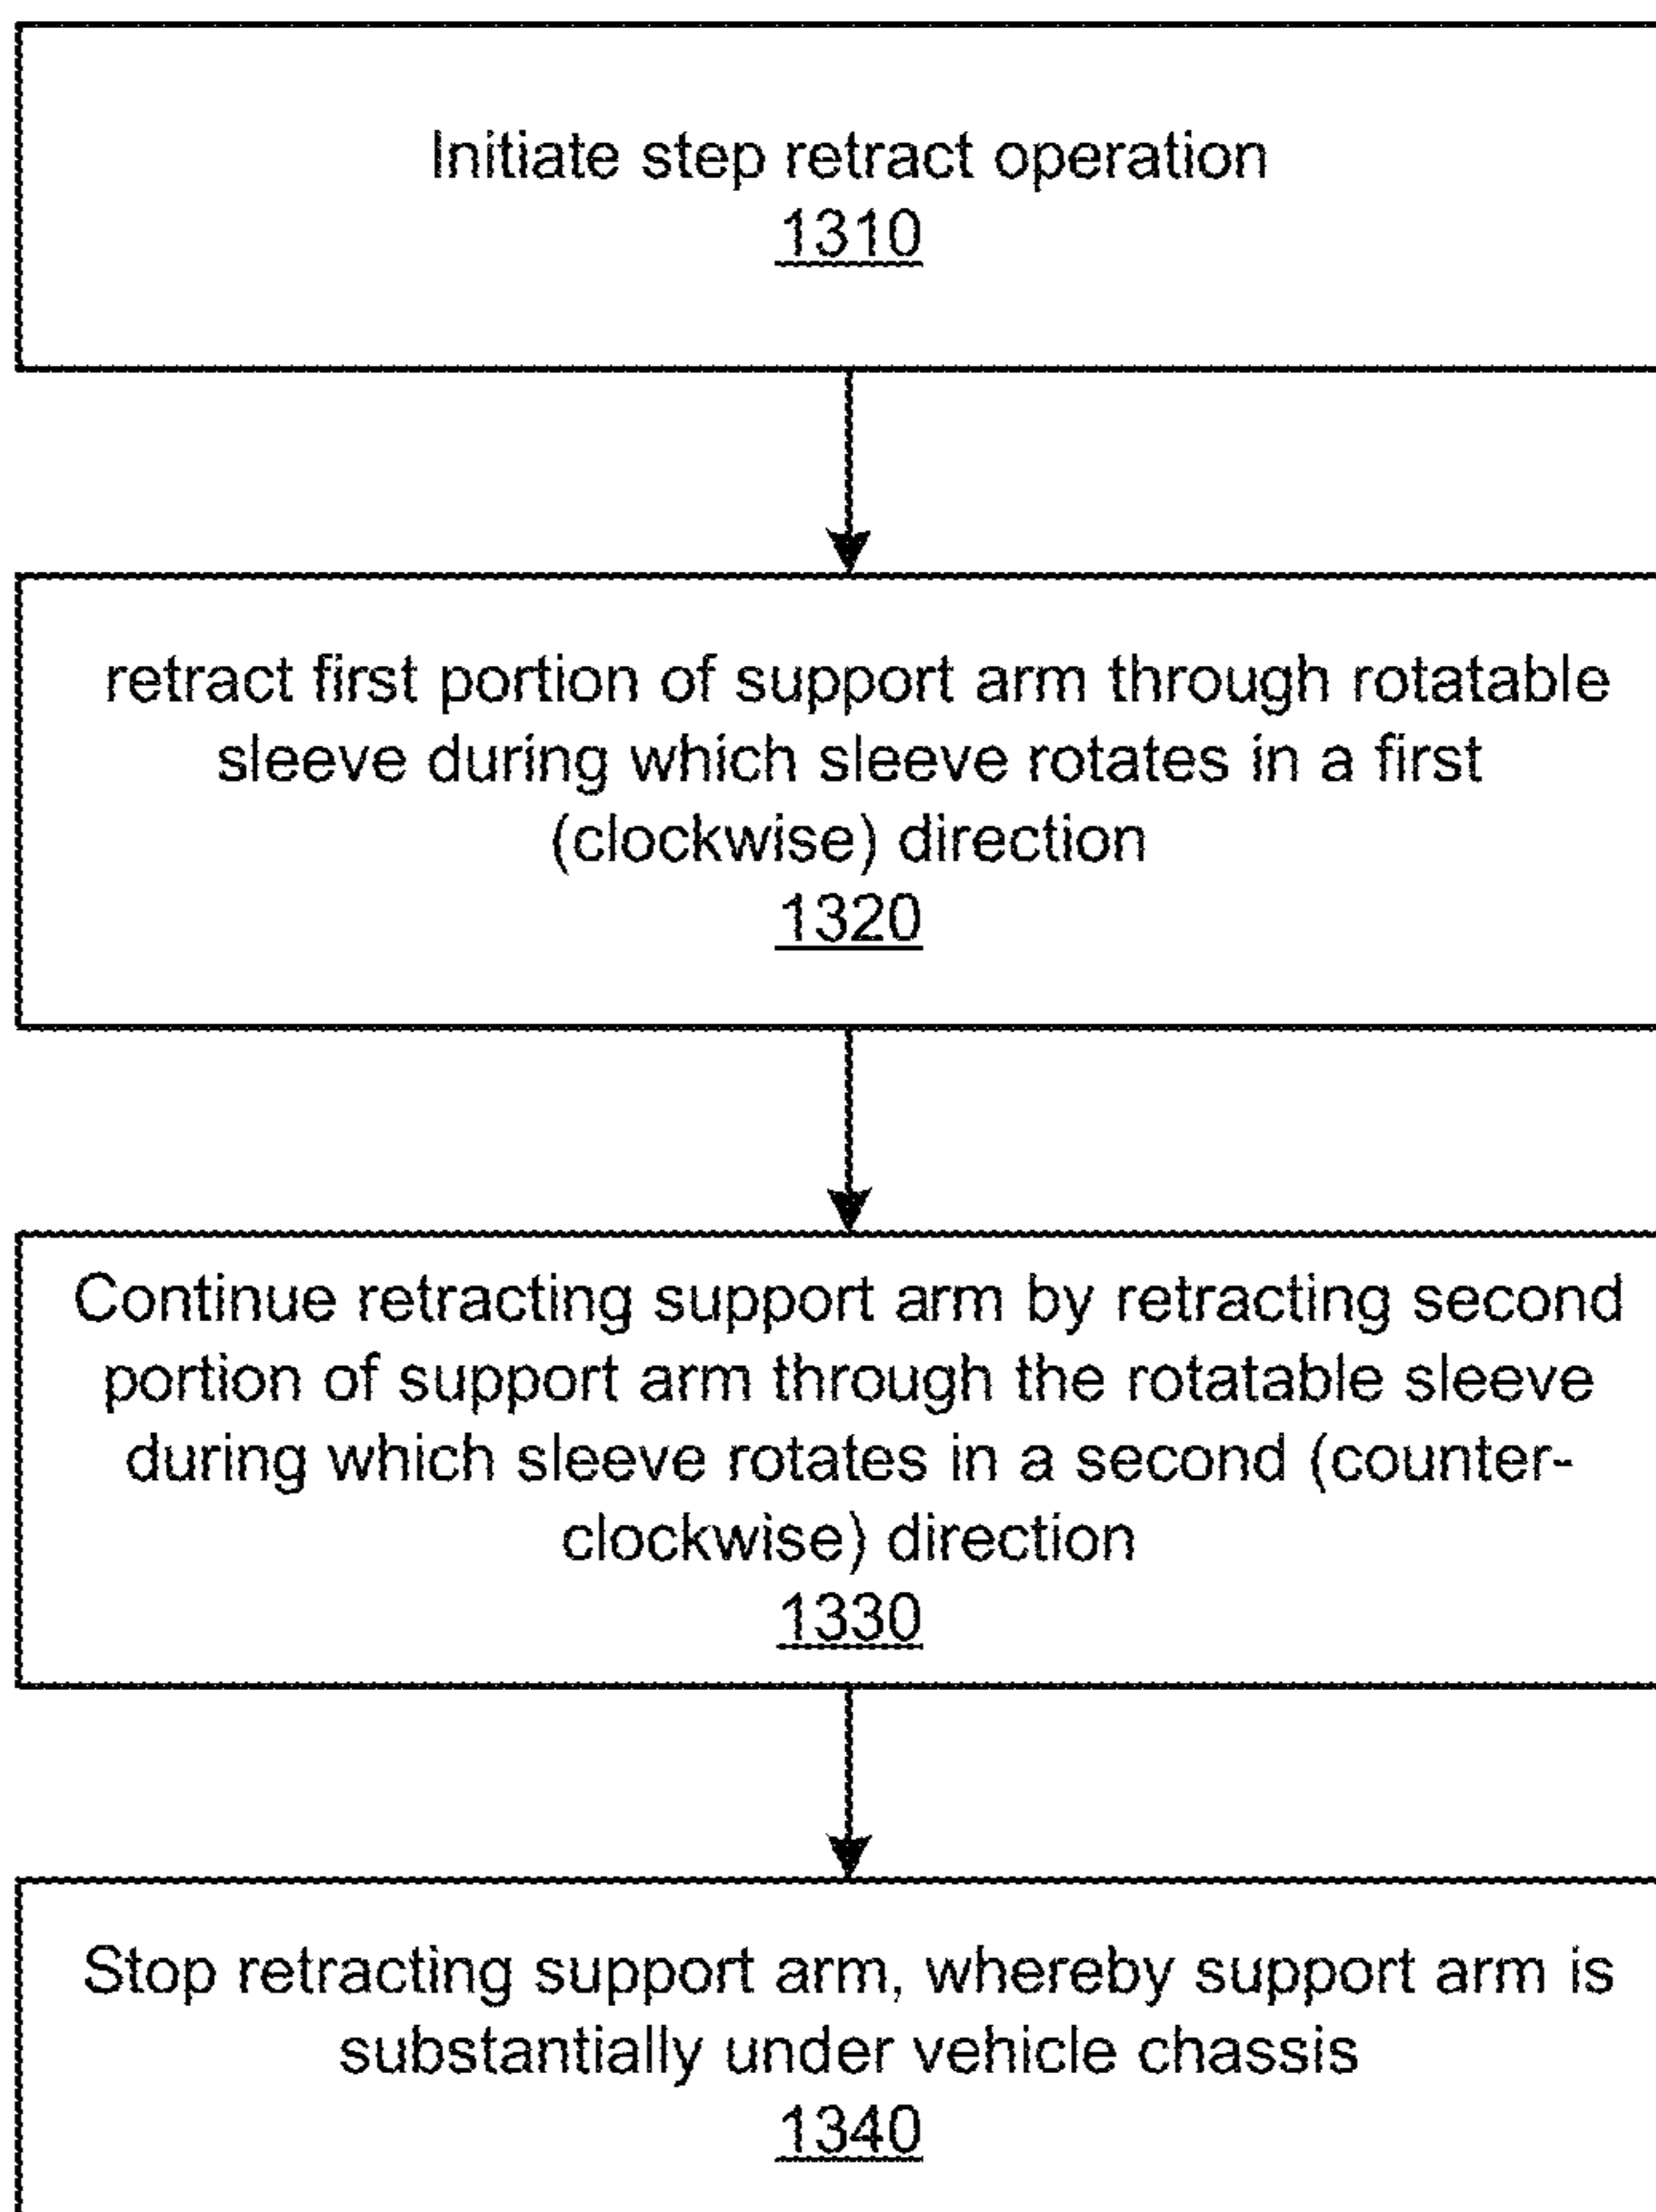 Initiate step retract operation
1310
retract first portion of support arm through rotatable
sleeve during which sleeve rotates in a first
(clockwise) direction
1320
Continue retracting support arm by retracting second
portion of support arm through the rotatable sleeve
during which sleeve rotates in a second (counter-
clockwise) direction
1330
Stop retracting support arm, whereby support arm is
substantially under vehicle chassis
1340